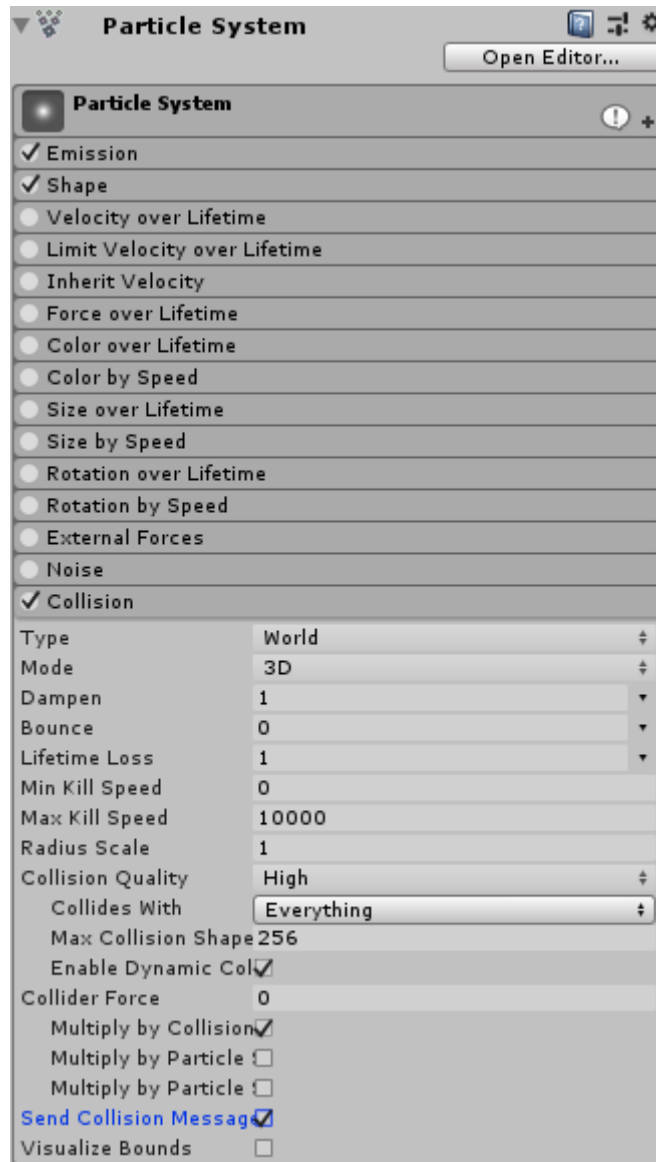 Particle System
Open Editor...
Particle System
Emission
Shape
Velocity over Lifetime
Limit Velocity over Lifetime
Inherit Velocity
Force over Lifetime
Color over Lifetime
Color by Speed
Size over Lifetime
Size by Speed
Rotation over Lifetime
Rotation by Speed
External Forces
Noise
Collision
Type World
Mode 3D
Dampen 1
Bounce 0
Lifetime Loss 1
Min Kill Speed 0
Max Kill Speed 10000
Radius Scale 1
Collision Quality High
Collides With Everything
Max Collision Shape 256
Enable Dynamic Col
Collider Force 0
Multiply by Collision
Multiply by Particle S
Multiply by Particle S
Send Collision Message
Visualize Bounds